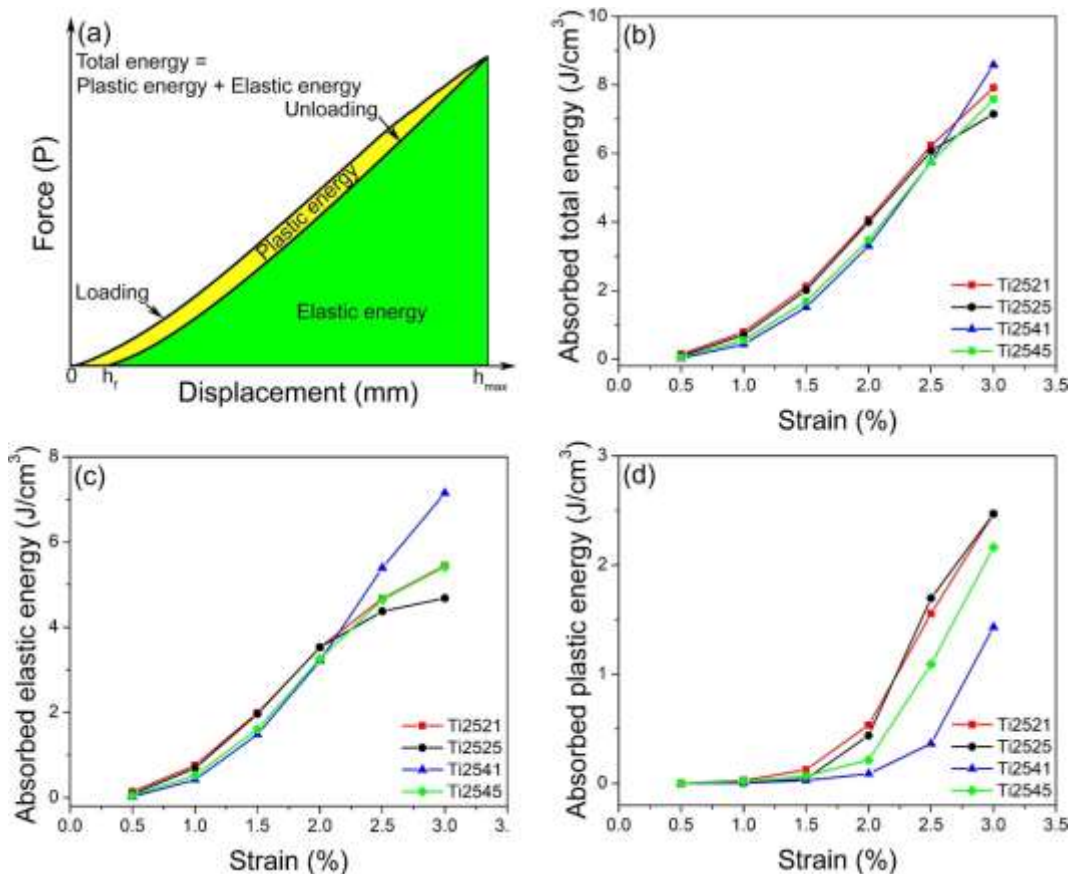 (a)
Total energy =
Plastic energy + Elastic energy
Unloading
Plastic energy
Loading
Elastic energy
Force (P)
0
hr
hmax
Displacement (mm)
(b)
Absorbed total energy (J/cm³)
10
8
6
4
2
0
Ti2521
Ti2525
Ti2541
Ti2545
0.0 0.5 1.0 1.5 2.0 2.5 3.0 3.5
Strain (%)
(c)
Absorbed elastic energy (J/cm³)
8
6
4
2
0
Ti2521
Ti2525
Ti2541
Ti2545
0.0 0.5 1.0 1.5 2.0 2.5 3.0 3.
Strain (%)
(d)
Absorbed plastic energy (J/cm³)
3
2
1
0
Ti2521
Ti2525
Ti2541
Ti2545
0.0 0.5 1.0 1.5 2.0 2.5 3.0 3.5
Strain (%)